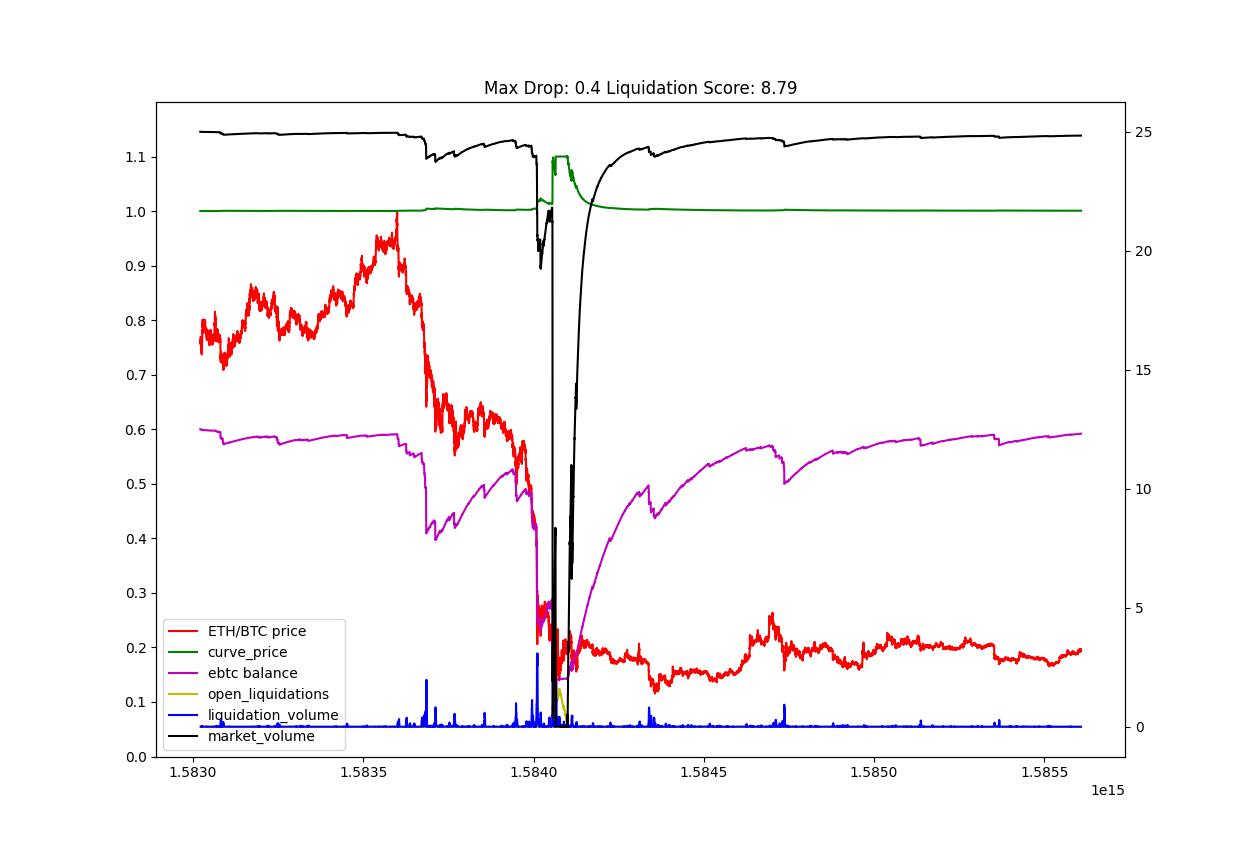 Max Drop: 0.4 Liquidation Score: 8.79
1.1
1.0
0.9
0.8
0.7
0.6
0.5
0.4
0.3
0.2
0.1
0.0
25
20
15
10
5
0
ETH/BTC price
curve_price
ebtc balance
open_liquidations
liquidation_volume
market_volume
1.5830 1.5835 1.5840 1.5845 1.5850 1.5855
1e15